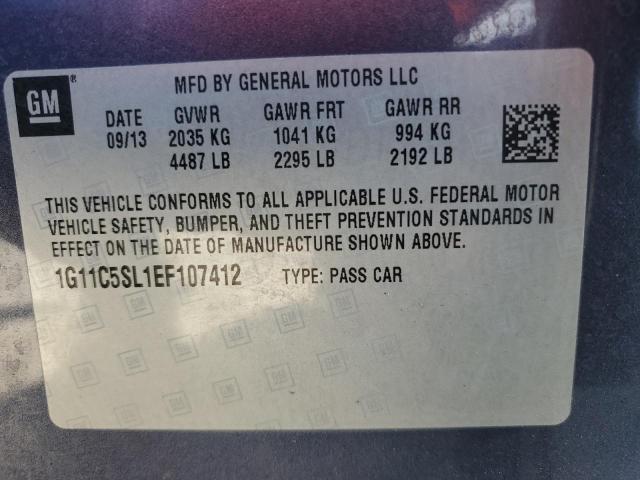 GM ® MFD BY GENERAL MOTORS LLC
DATE GVWR GAWR FRT GAWR RR
09/13 2035 KG 1041 KG 994 KG
4487 LB 2295 LB 2192 LB
THIS VEHICLE CONFORMS TO ALL APPLICABLE U.S. FEDERAL MOTOR
VEHICLE SAFETY, BUMPER, AND THEFT PREVENTION STANDARDS IN
EFFECT ON THE DATE OF MANUFACTURE SHOWN ABOVE.
1G11C5SL1EF107412 TYPE: PASS CAR